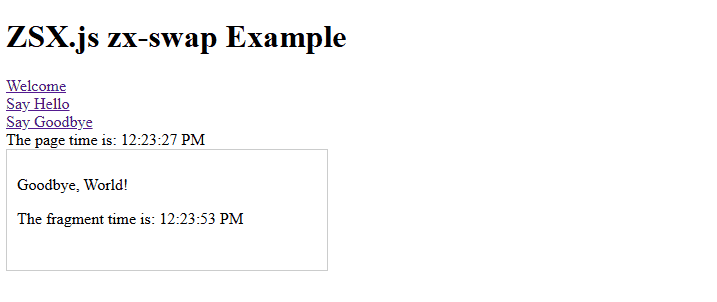 ZSX.js zx-swap Example
Welcome
Say Hello
Say Goodbye
The page time is: 12:23:27 PM
Goodbye, World!
The fragment time is: 12:23:53 PM